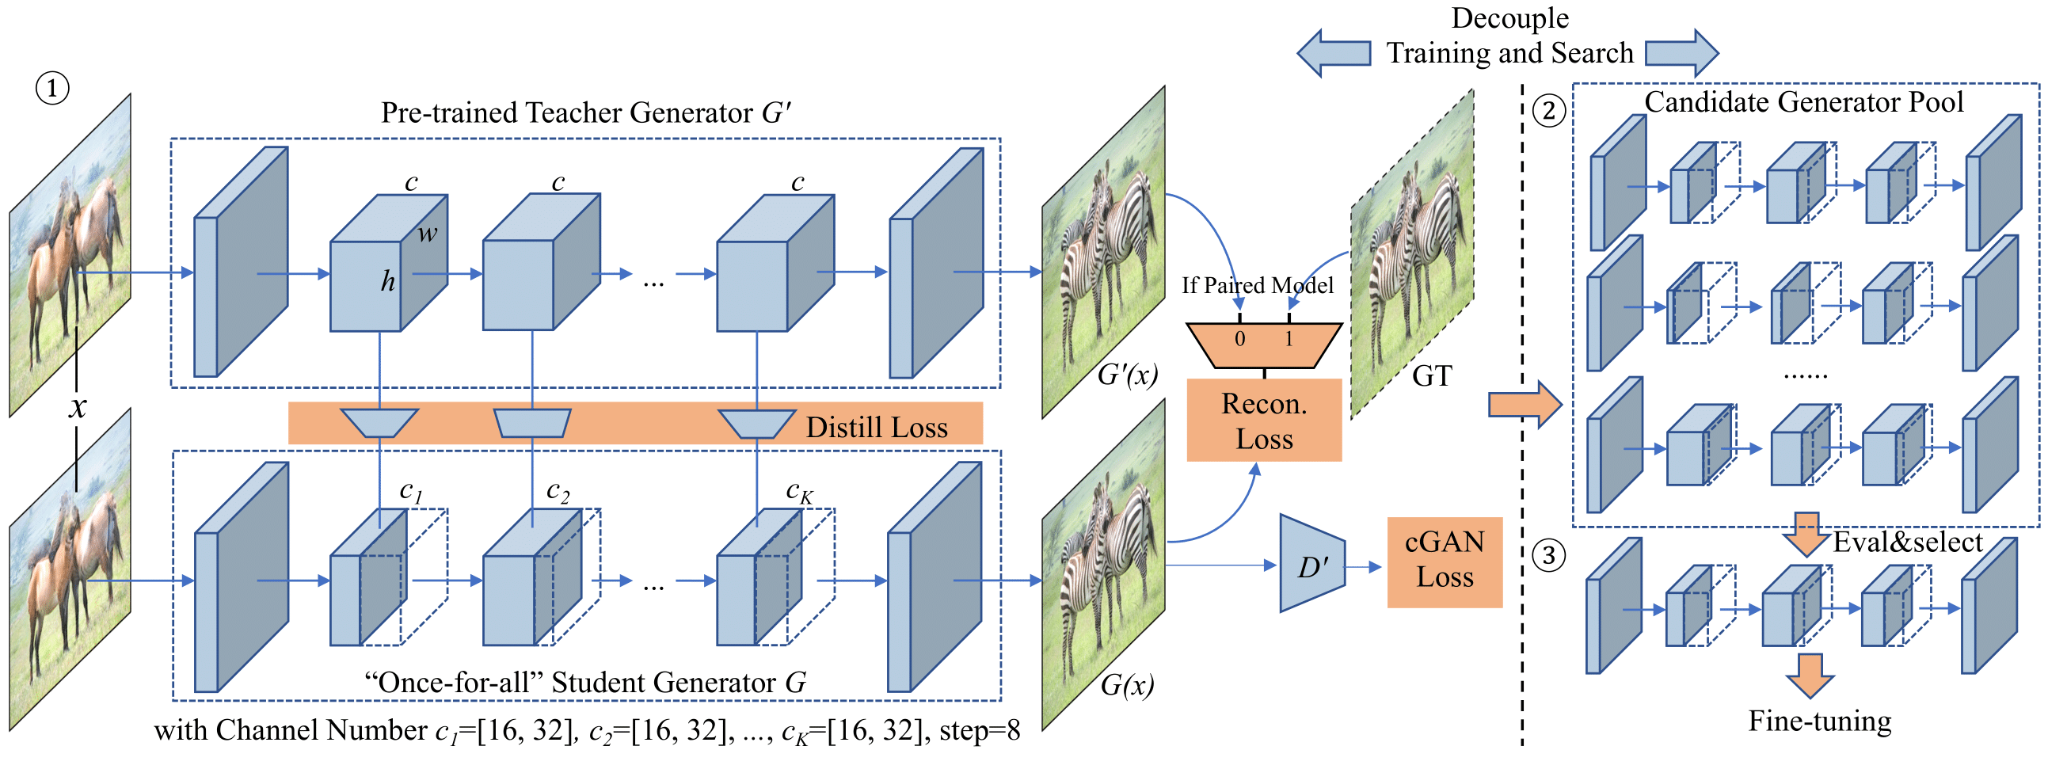 Decouple
Training and Search
①
Pre-trained Teacher Generator G'
c
c
c
w
h
...
G'(x)
If Paired Model
0 1
GT
Recon.
Loss
x
Distill Loss
c1
c2
cK
...
“Once-for-all” Student Generator G
with Channel Number c1=[16, 32], c2=[16, 32], ..., cK=[16, 32], step=8
G(x)
D'
cGAN
Loss
②
Candidate Generator Pool
......
Eval&select
③
Fine-tuning